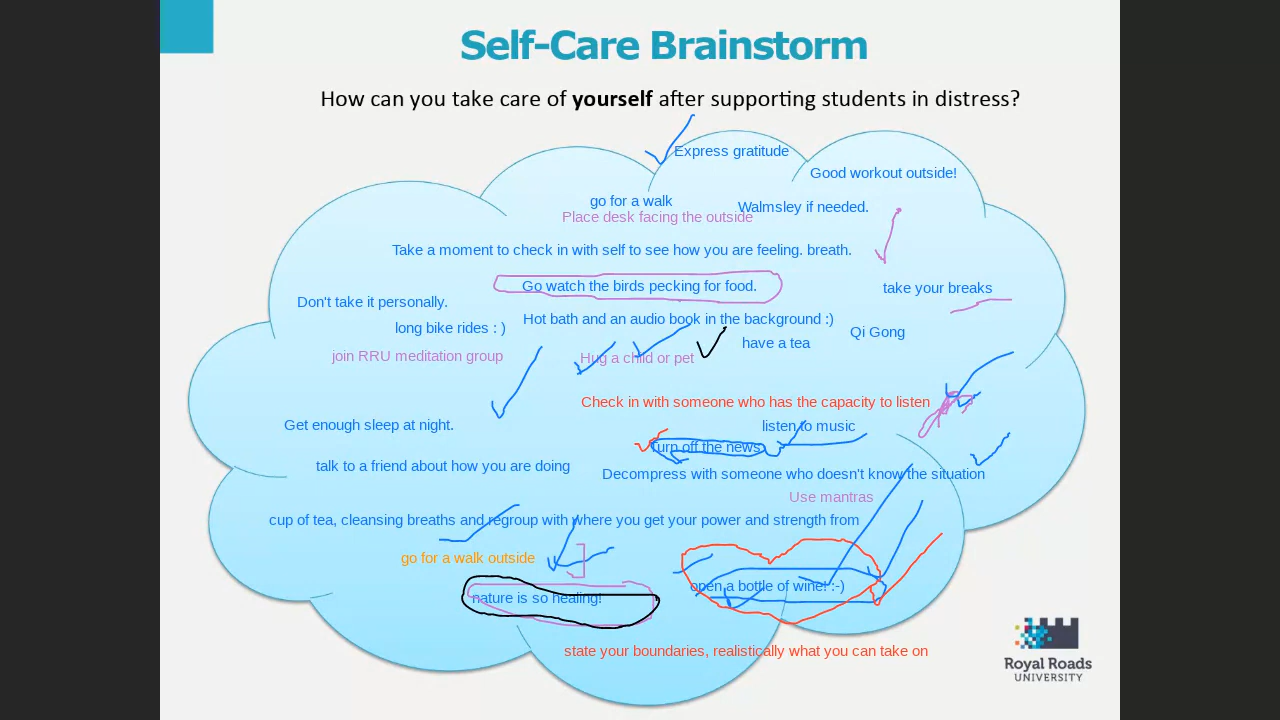 Self-Care Brainstorm
How can you take care of yourself after supporting students in distress?
Express gratitude
Good workout outside!
go for a walk
Walmsley if needed.
Place desk facing the outside
Take a moment to check in with self to see how you are feeling. breath.
Go watch the birds pecking for food.
take your breaks
Don't take it personally.
Hot bath and an audio book in the background :)
long bike rides : )
Qi Gong
have a tea
join RRU meditation group
Hug a child or pet
Check in with someone who has the capacity to listen
Get enough sleep at night.
listen to music
Turn off the news
talk to a friend about how you are doing
Decompress with someone who doesn't know the situation
Use mantras
cup of tea, cleansing breaths and regroup with where you get your power and strength from
go for a walk outside
open a bottle of wine! :-)
nature is so healing!
state your boundaries, realistically what you can take on
Royal Roads
UNIVERSITY